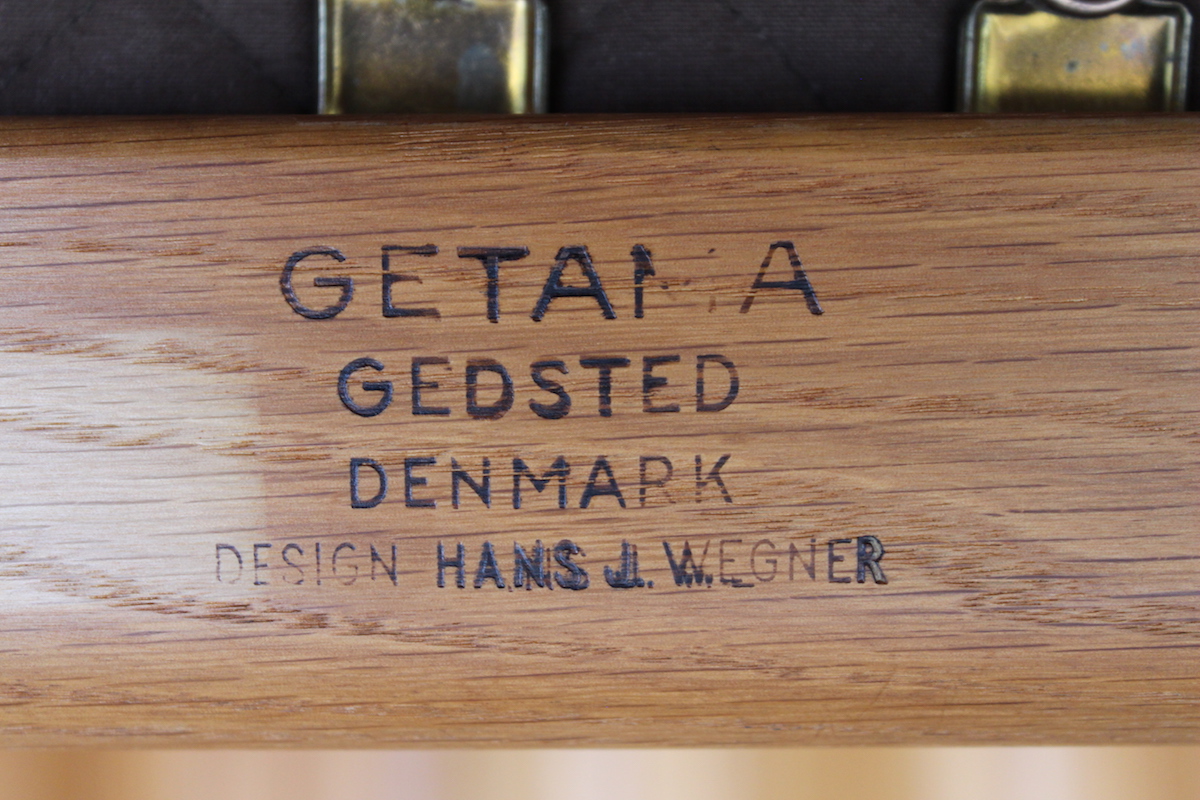 GETAMA
GEDSTED
DENMARK
DESIGN HANS J. WEGNER